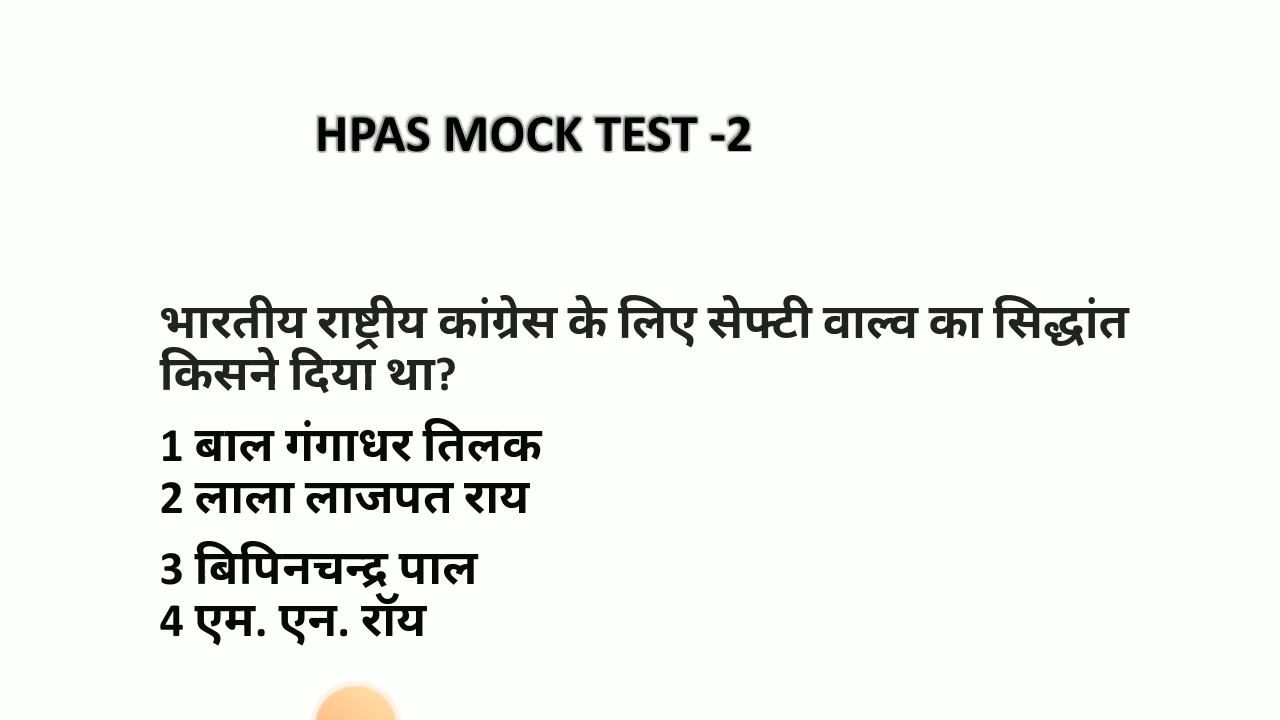 HPAS MOCK TEST -2
भारतीय राष्ट्रीय कांग्रेस के लिए सेफ्टी वाल्व का सिद्धांत
किसने दिया था?
1 बाल गंगाधर तिलक
2 लाला लाजपत राय
3 बिपिनचन्द्र पाल
4 एम. एन. रॉय